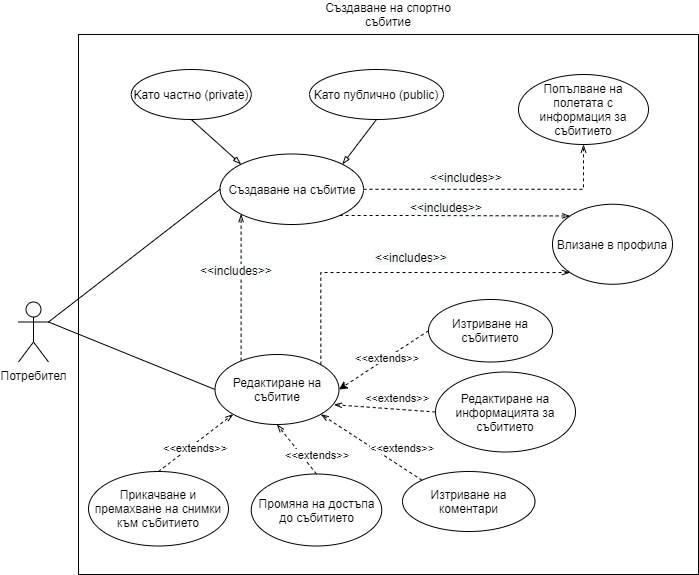 Създаване на спортно
събитие
Като частно (private)
Като публично (public)
Попълване на
полетата с
информация за
събитието
Създаване на събитие
<<includes>>
<<includes>>
Влизане в профила
<<includes>>
<<includes>>
Потребител
Изтриване на
събитието
<<extends>>
Редактиране на
събитие
<<extends>>
Редактиране на
информацията за
събитието
<<extends>>
<<extends>>
<<extends>>
Прикачване и
премахване на снимки
към събитието
Промяна на достъпа
до събитието
Изтриване на
коментари